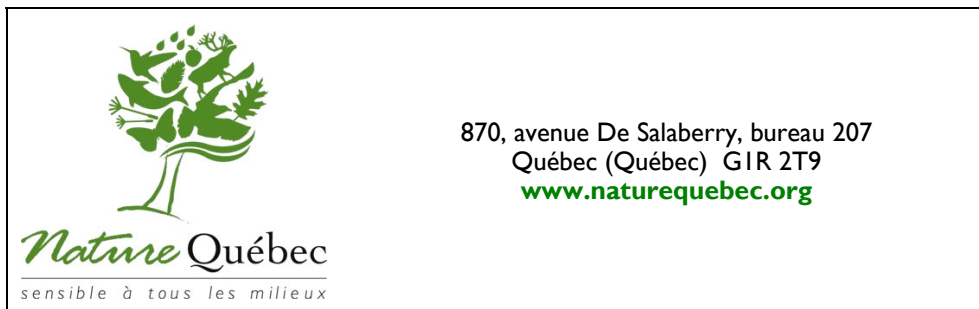 Nature Québec
sensible à tous les milieux
870, avenue De Salaberry, bureau 207
Québec (Québec) G1R 2T9
www.naturequebec.org